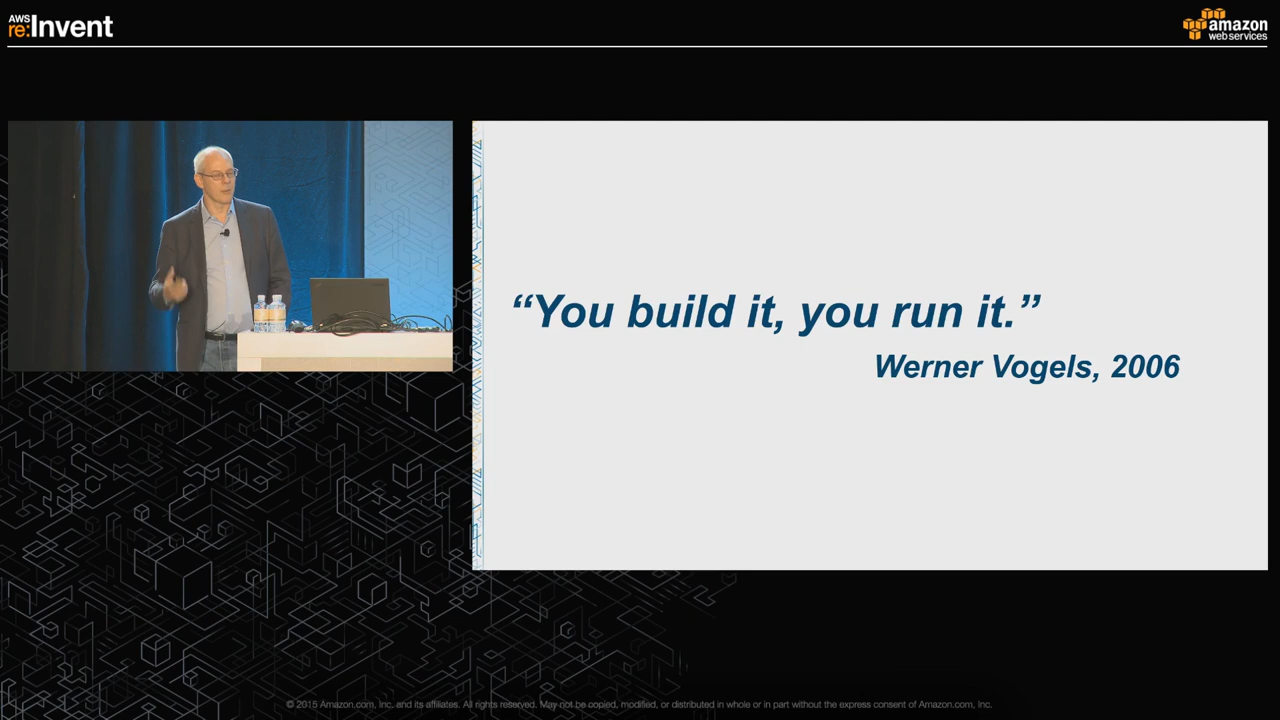 AWS
re:Invent
amazon
webservices
“You build it, you run it.”
Werner Vogels, 2006
© 2015 Amazon.com, Inc. and its affiliates. All rights reserved. May not be copied, modified, or distributed in whole or in part without the express consent of Amazon.com, Inc.